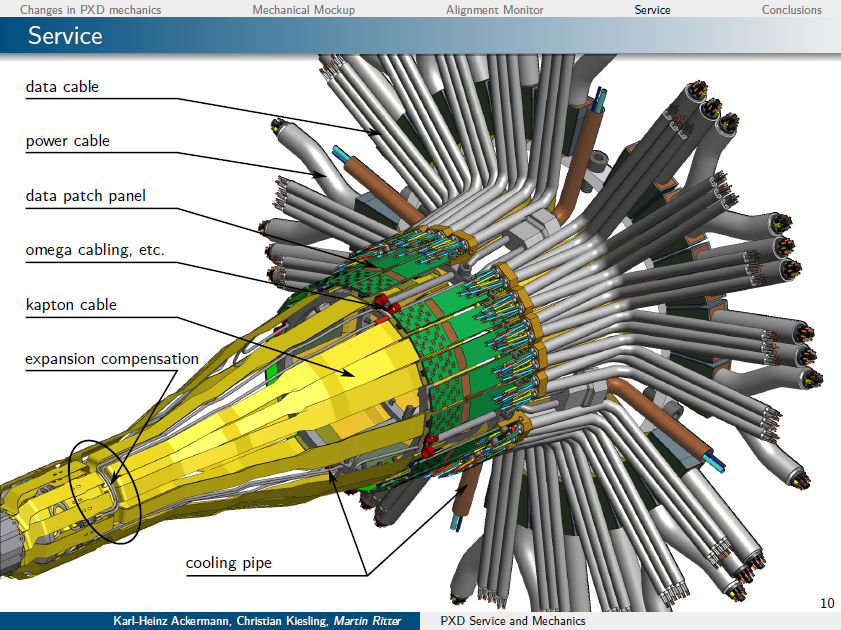 Changes in PXD mechanics Mechanical Mockup Alignment Monitor Service Conclusions
Service
data cable
power cable
data patch panel
omega cabling, etc.
kapton cable
expansion compensation
cooling pipe
10
Karl-Heinz Ackermann, Christian Kiesling, Martin Ritter PXD Service and Mechanics